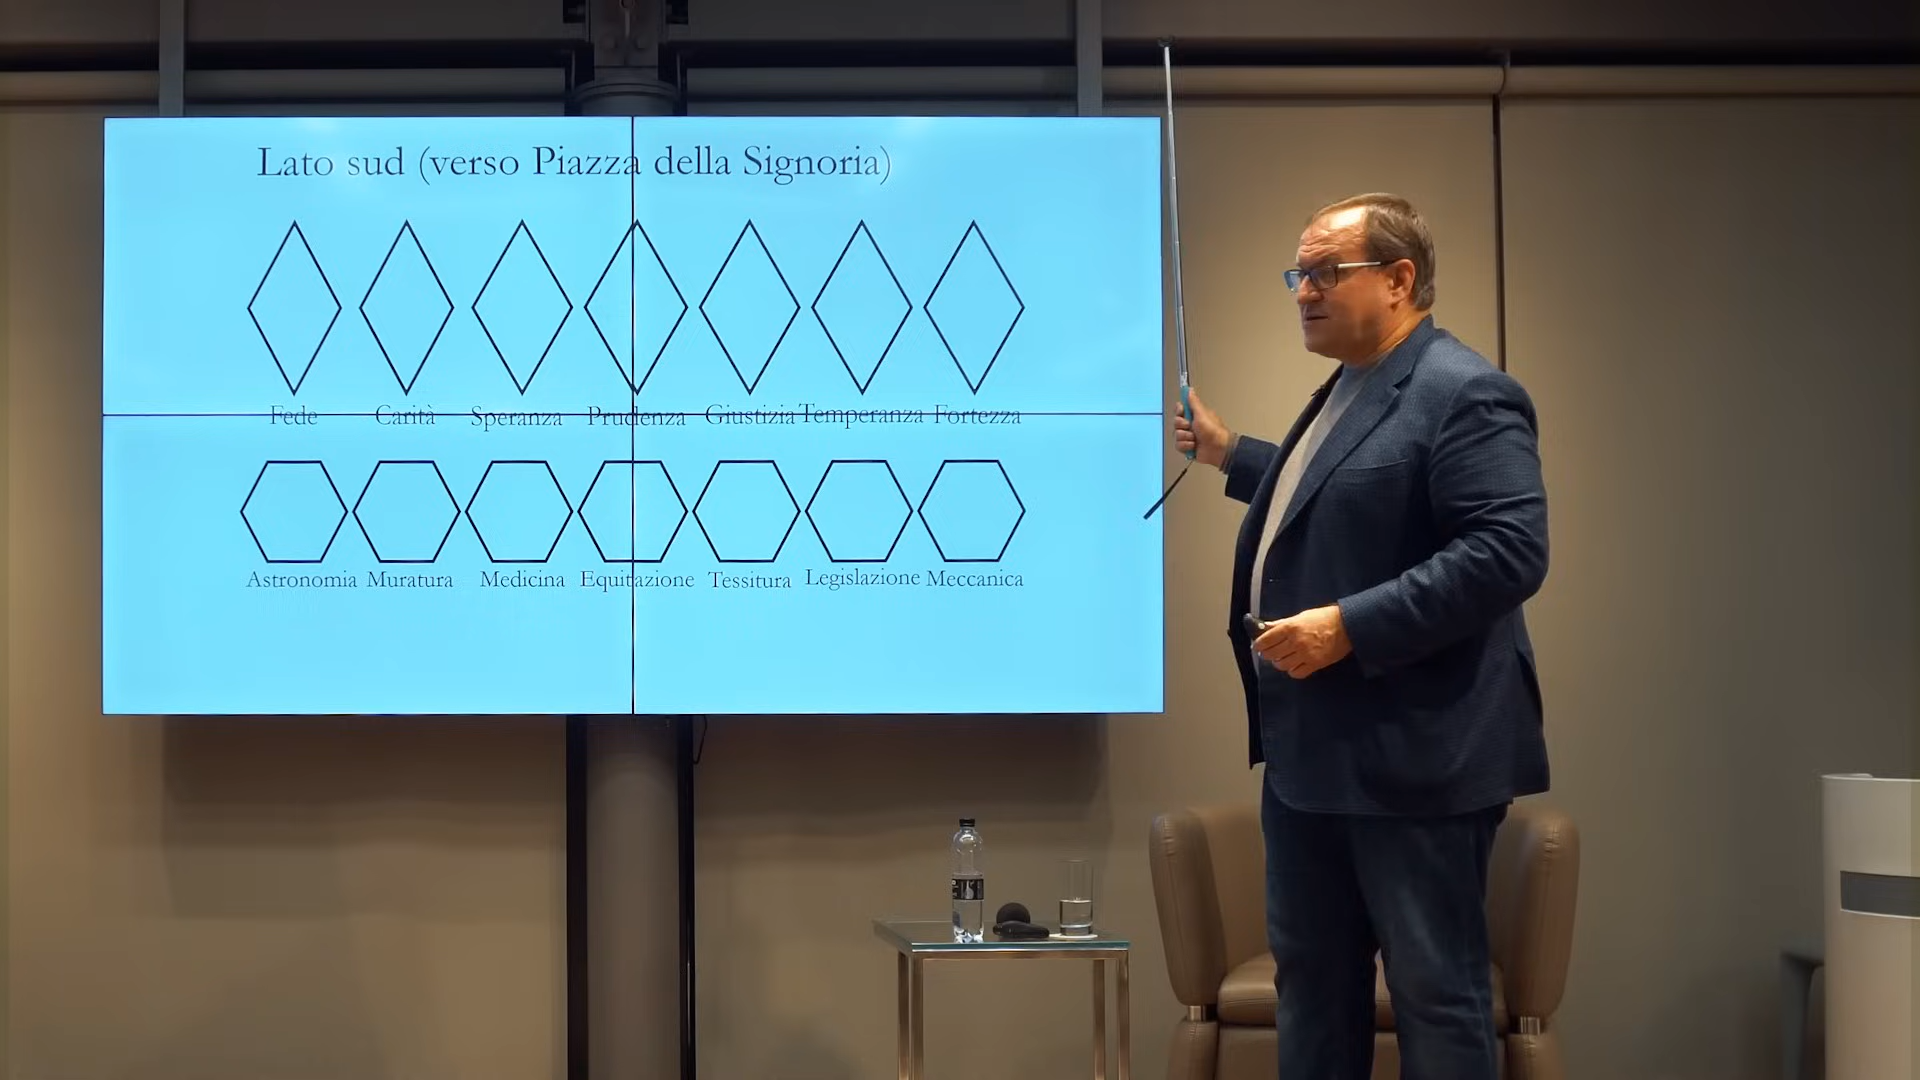 Lato sud (verso Piazza della Signoria)
Fede Carità Speranza Prudenza Giustizia Temperanza Fortezza
Astronomia Muratura Medicina Equitazione Tessitura Legislazione Meccanica